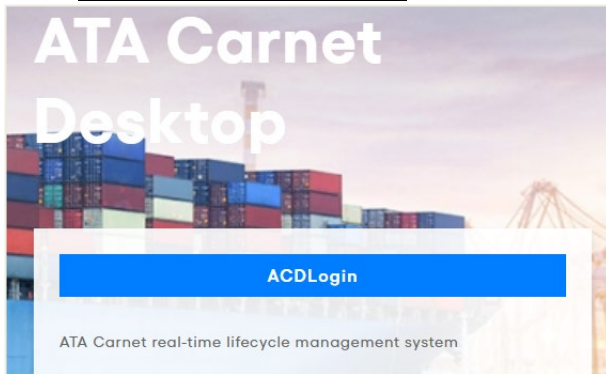 ATA Carnet
Desktop
ACDLogin
ATA Carnet real-time lifecycle management system